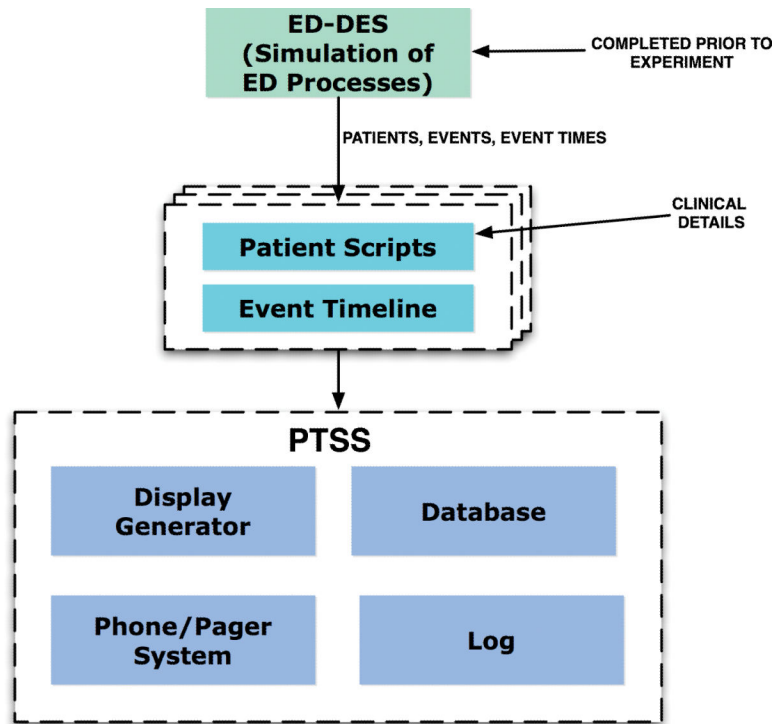 ED-DES
(Simulation of
ED Processes)
COMPLETED PRIOR TO
EXPERIMENT
PATIENTS, EVENTS, EVENT TIMES
CLINICAL
DETAILS
Patient Scripts
Event Timeline
PTSS
Display
Generator
Database
Phone/Pager
System
Log